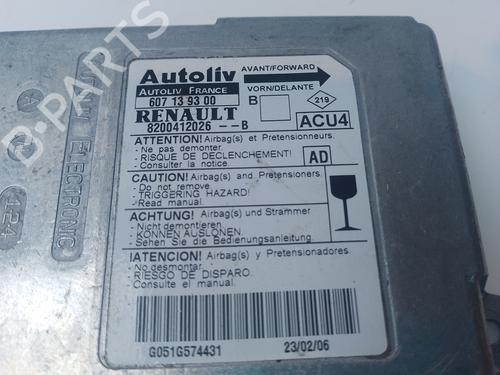 Autoliv
AVANT/FORWARD
AUTOLIV FRANCE
VORN/DELANTE
607 13 93 00
B
219
RENAULT
ACU4
8200412026 --B
ATTENTION! Airbag(s) et Pretensionneurs.
- Ne pas demonter.
- RISQUE DE DECLENCHEMENT!
- Consulter la notice.
AD
CAUTION! Airbag(s) and Pretensioners
- Do not remove.
- TRIGGERING HAZARD!
- Read manual.
ACHTUNG! Airbag(s) und Strammer
- Nicht demontieren.
- KÖNNEN AUSLÖSEN.
- Sehen Sie die Bedienungsanleitung.
!ATENCION! Airbag(s) y Pretensionadores
- No desmontar.
- RIESGO DE DISPARO.
- Consulte el manual.
G051G574431
23/02/06
ELECTRONIC
424
B-PARTS